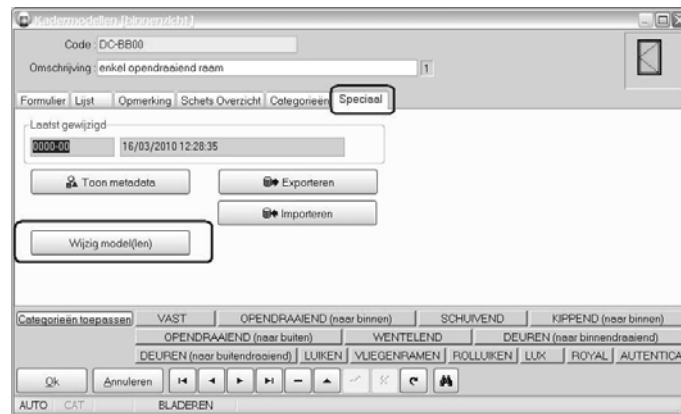 Kadermodellen [binnenzicht]
Code : DC-BB00
Omschrijving : enkel opendraaiend raam 1
Formulier Lijst Opmerking Schets Overzicht Categorieën Speciaal
Laatst gewijzigd
0000-00 16/03/2010 12:28:35
Toon metadata Exporteren
Importeren
Wijzig model(len)
Categorieën toepassen VAST OPENDRAAIEND (naar binnen) SCHUIVEND KIPPEND (naar binnen)
OPENDRAAIEND (naar buiten) WENTELEND DEUREN (naar binnendraaiend)
DEUREN (naar buitendraaiend) LUIKEN VLIEGENRAMEN ROLLUIKEN LUX ROYAL AUTENTICA
Ok Annuleren
AUTO CAT BLADEREN